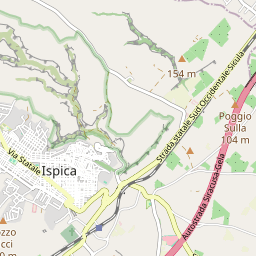 154 m
Strada statale Sud Occidentale Sicula
Poggio
Sulla
104 m
Via Statale
Ispica
Autostrada Siracusa-Gela